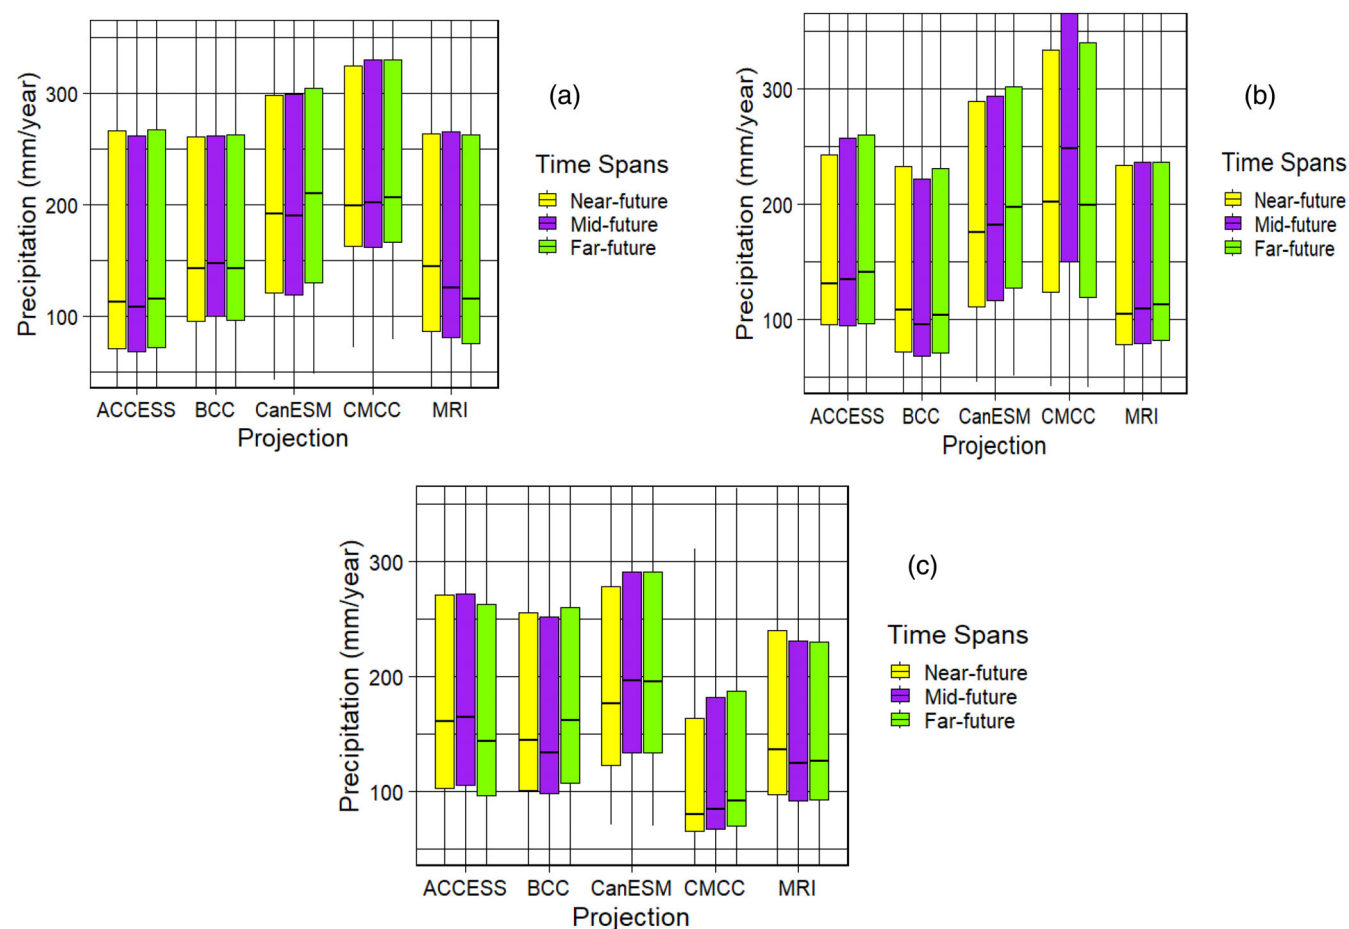 Precipitation (mm/year)
300
200
100
ACCESS BCC CanESM CMCC MRI
Projection
(a)
Time Spans
Near-future
Mid-future
Far-future
Precipitation (mm/year)
300
200
100
ACCESS BCC CanESM CMCC MRI
Projection
(b)
Time Spans
Near-future
Mid-future
Far-future
Precipitation (mm/year)
300
200
100
ACCESS BCC CanESM CMCC MRI
Projection
(c)
Time Spans
Near-future
Mid-future
Far-future